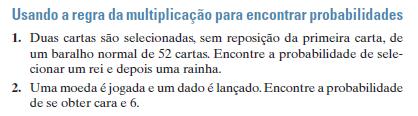 Usando a regra da multiplicação para encontrar probabilidades
1. Duas cartas são selecionadas, sem reposição da primeira carta, de
um baralho normal de 52 cartas. Encontre a probabilidade de sele-
cionar um rei e depois uma rainha.
2. Uma moeda é jogada e um dado é lançado. Encontre a probabilidade
de se obter cara e 6.